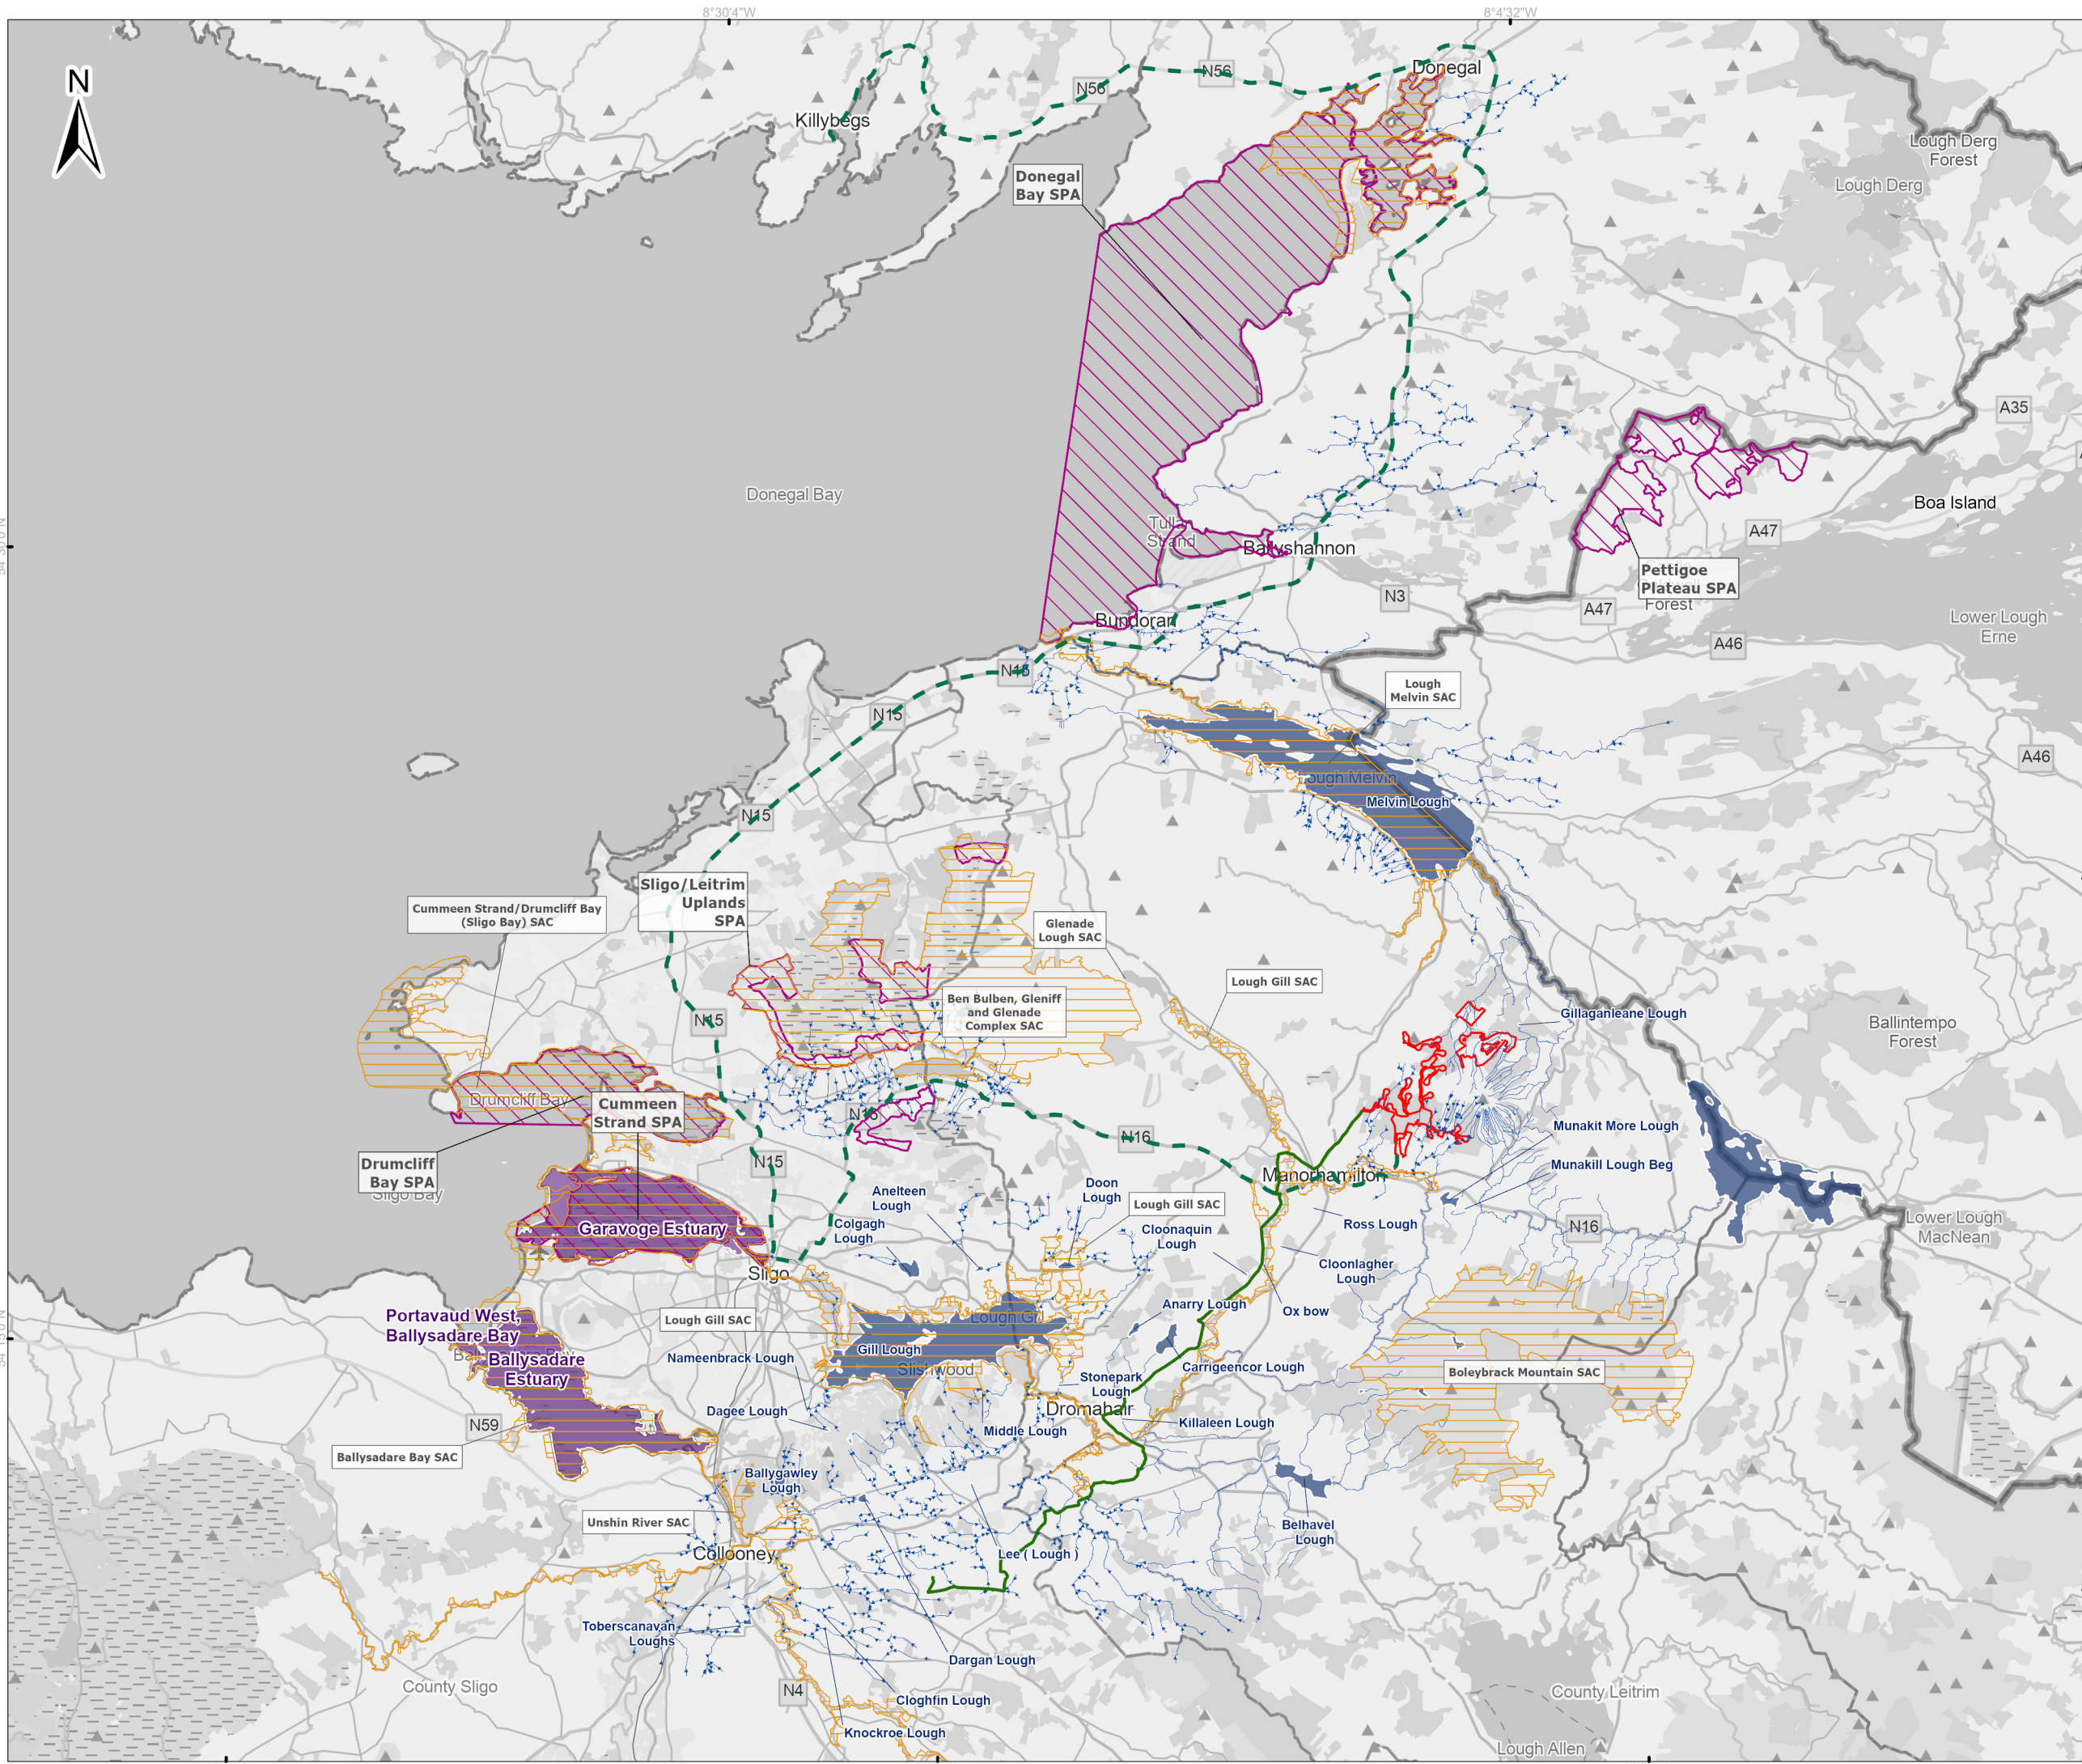 8°30'4"W
8°4'32"W
N
Donegal
N56
N56
Killybegs
Lough Derg
Forest
Lough Derg
Donegal
Bay SPA
A35
Donegal Bay
Boa Island
Tulla
Strand
Ballyshannon
A47
Pettigoe
Plateau SPA
Forest
N3
A47
Bundoran
Lower Lough
Erne
A46
N15
Lough
Melvin SAC
N15
A46
Lough Melvin
Melvin Lough
N15
Sligo/Leitrim
Uplands
SPA
Cummeen Strand/Drumcliff Bay
(Sligo Bay) SAC
Glenade
Lough SAC
Lough Gill SAC
Ben Bulben, Gleniff
and Glenade
Complex SAC
Gillaganleane Lough
N15
Ballintempo
Forest
Drumcliff Bay
Cummeen
Strand SPA
N16
N16
Munakit More Lough
N15
Munakill Lough Beg
Drumcliff
Bay SPA
Sligo Bay
Manorhamilton
Anelteen
Lough
Doon
Lough
Lough Gill SAC
Garavoge Estuary
Colgagh
Lough
Cloonaquin
Lough
Ross Lough
N16
Lower Lough
MacNean
Sligo
Cloonlagher
Lough
Portavaud West,
Ballysadare Bay
Lough Gill SAC
Lough Gill
Anarry Lough
Ox bow
Gill Lough
Ballysadare
Estuary
Nameenbrack Lough
Slishwood
Carrigeencor Lough
Boleybrack Mountain SAC
Stonepark
Lough
Dagee Lough
Dromahair
N59
Middle Lough
Killaleen Lough
Ballysadare Bay SAC
Ballygawley
Lough
Unshin River SAC
Belhavel
Lough
Collooney
Lee ( Lough )
Toberscanavan
Loughs
Dargan Lough
County Sligo
N4
Cloghfin Lough
County Leitrim
Knockroe Lough
Lough Allen